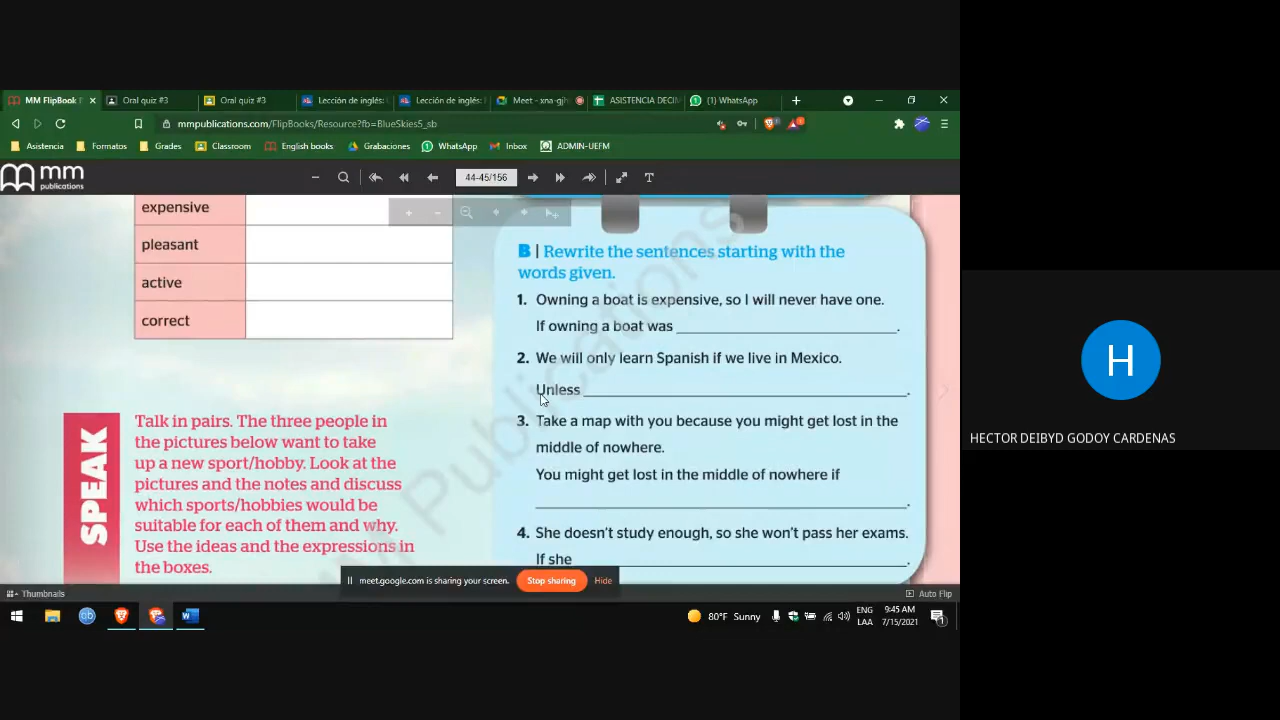 MM FlipBook
Oral quiz #3
Oral quiz #3
Lección de inglés:
Lección de inglés:
Meet - xna-gjh
ASISTENCIA DECI
(1) WhatsApp
mmpublications.com/FlipBooks/Resource?fb=BlueSkies5_sb
Asistencia
Formatos
Grades
Classroom
English books
Grabaciones
WhatsApp
Inbox
ADMIN-UEFM
mm
publications
44-45/156
expensive
pleasant
active
correct
SPEAK
Talk in pairs. The three people in
the pictures below want to take
up a new sport/hobby. Look at the
pictures and the notes and discuss
which sports/hobbies would be
suitable for each of them and why.
Use the ideas and the expressions in
the boxes.
B | Rewrite the sentences starting with the
words given.
1. Owning a boat is expensive, so I will never have one.
If owning a boat was ____.
2. We will only learn Spanish if we live in Mexico.
Unless ____.
3. Take a map with you because you might get lost in the
middle of nowhere.
You might get lost in the middle of nowhere if
____.
4. She doesn't study enough, so she won't pass her exams.
If she ____.
MM Publications
meet.google.com is sharing your screen.
Stop sharing
Hide
Thumbnails
Auto Flip
80°F Sunny
ENG
LAA
9:45 AM
7/15/2021
H
HECTOR DEIBYD GODOY CARDENAS